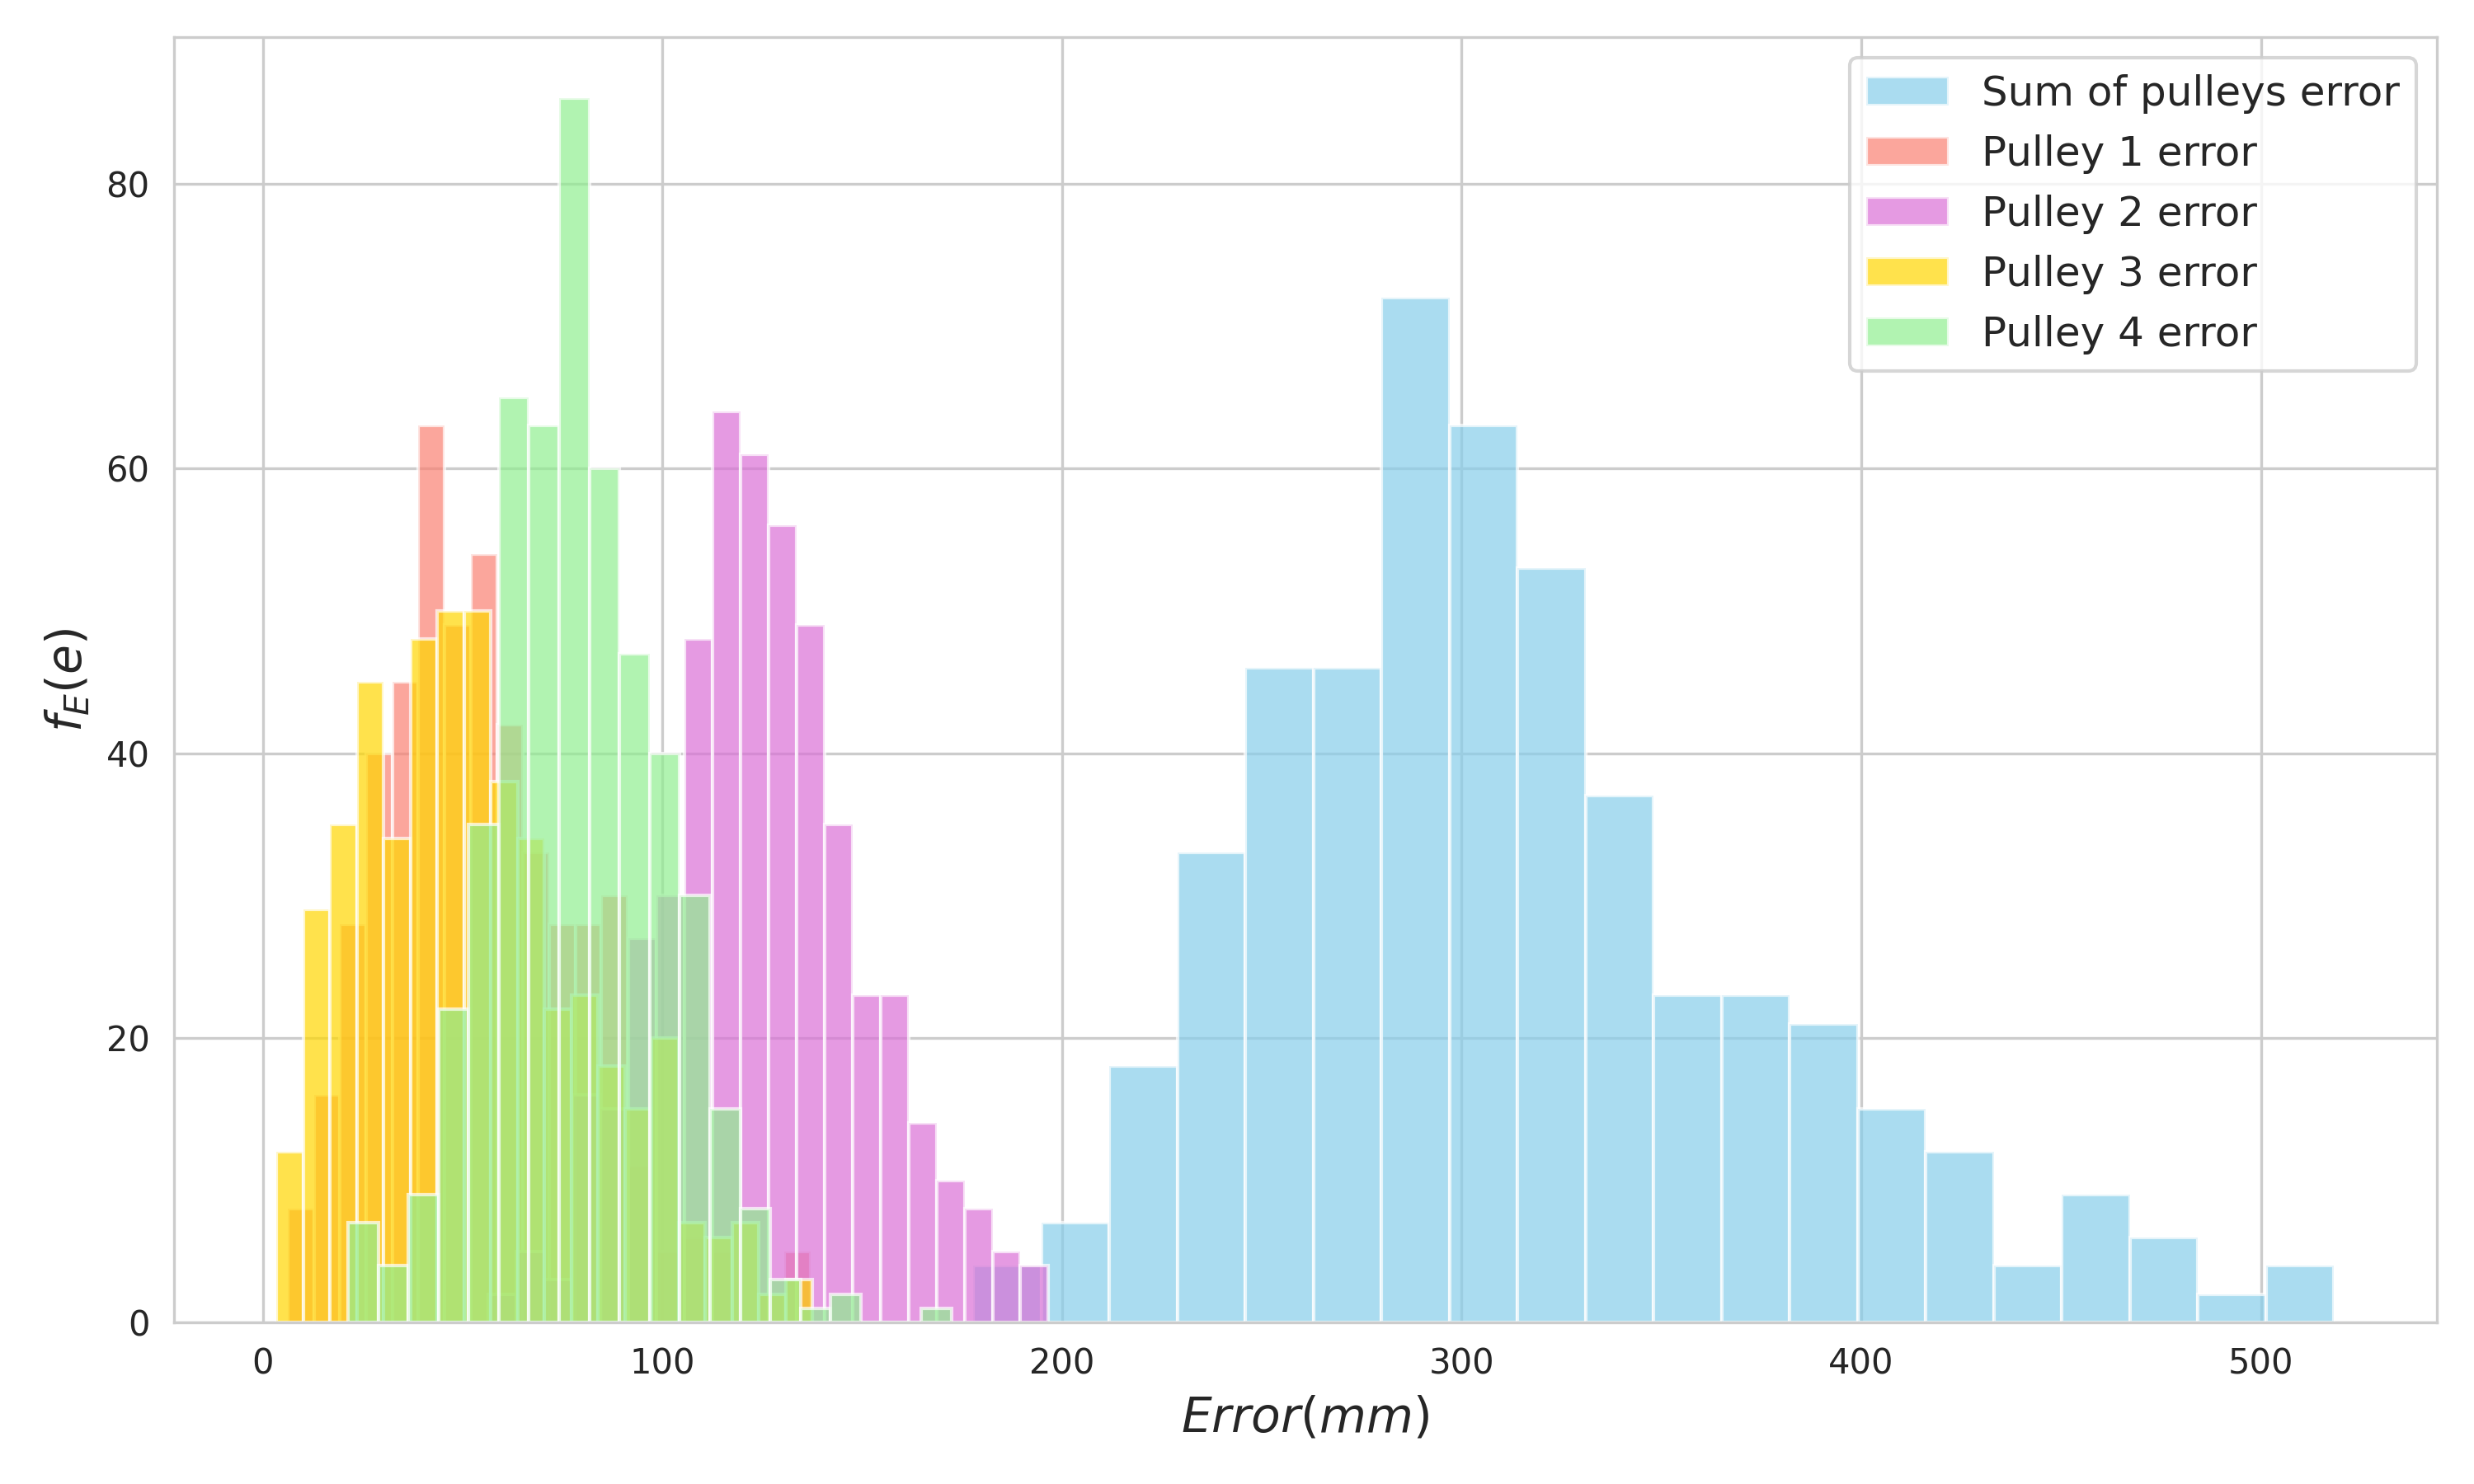 Sum of pulleys error
Pulley 1 error
Pulley 2 error
Pulley 3 error
Pulley 4 error
80
60
40
20
0
f_E(e)
0 100 200 300 400 500
Error(mm)